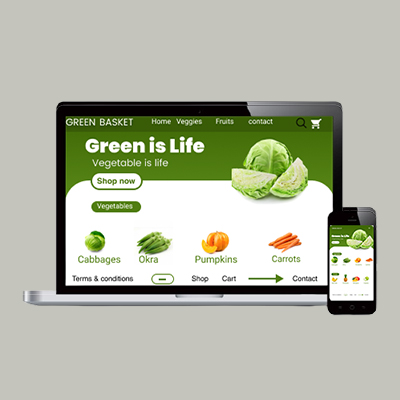 GREEN BASKET Home Veggies Fruits contact
Green is Life
Vegetable is life
Shop now
Vegetables
Cabbages Okra Pumpkins Carrots
Terms & conditions Shop Cart Contact
Green is Life